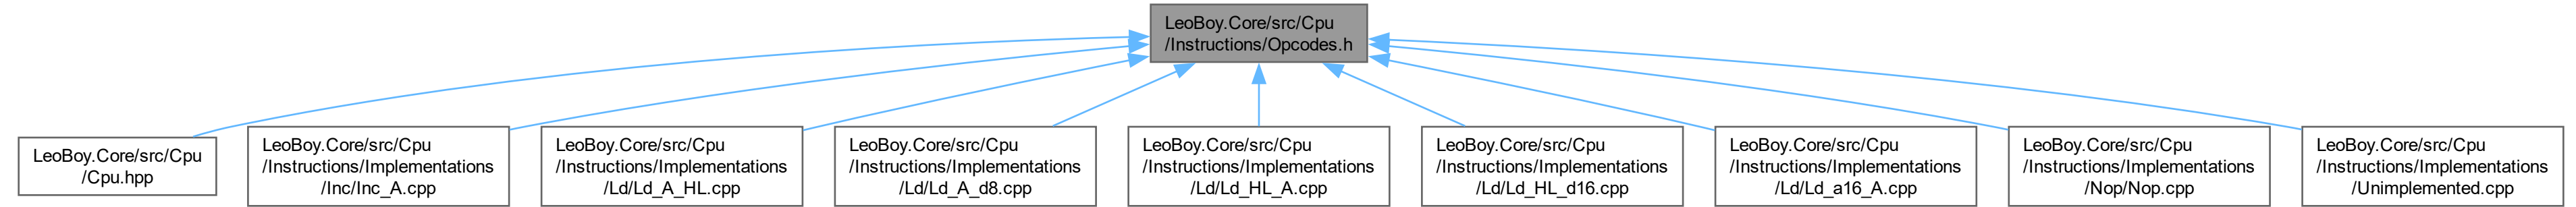 LeoBoy.Core/src/Cpu
/Instructions/Opcodes.h
LeoBoy.Core/src/Cpu
/Cpu.hpp
LeoBoy.Core/src/Cpu
/Instructions/Implementations
/Inc/Inc_A.cpp
LeoBoy.Core/src/Cpu
/Instructions/Implementations
/Ld/Ld_A_HL.cpp
LeoBoy.Core/src/Cpu
/Instructions/Implementations
/Ld/Ld_A_d8.cpp
LeoBoy.Core/src/Cpu
/Instructions/Implementations
/Ld/Ld_HL_A.cpp
LeoBoy.Core/src/Cpu
/Instructions/Implementations
/Ld/Ld_HL_d16.cpp
LeoBoy.Core/src/Cpu
/Instructions/Implementations
/Ld/Ld_a16_A.cpp
LeoBoy.Core/src/Cpu
/Instructions/Implementations
/Nop/Nop.cpp
LeoBoy.Core/src/Cpu
/Instructions/Implementations
/Unimplemented.cpp